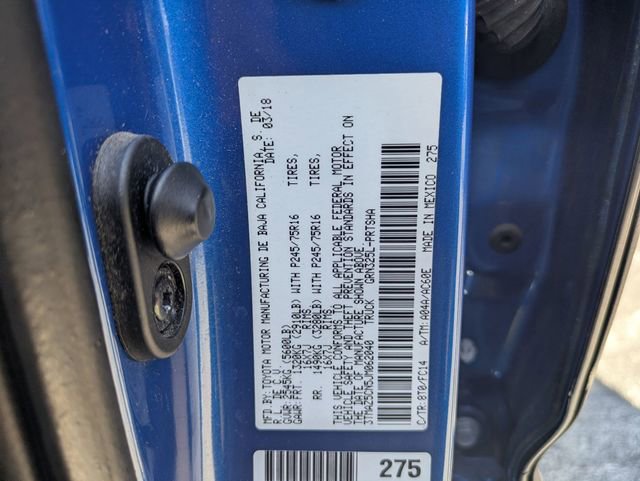 MFD. BY TOYOTA MOTOR MANUFACTURING DE BAJA CALIFORNIA, S. DE
R. L. DE C.V. DATE: 03/18
GVWR: 2545KG (5600LB)
GAWR: FRT. 1320KG (2910LB) WITH P245/75R16 TIRES,
16X7J RIMS
RR. 1490KG (3280LB) WITH P245/75R16 TIRES,
16X7J RIMS
THIS VEHICLE CONFORMS TO ALL APPLICABLE FEDERAL MOTOR
VEHICLE SAFETY AND THEFT PREVENTION STANDARDS IN EFFECT ON
THE DATE OF MANUFACTURE SHOWN ABOVE.
3TMAZ5CN5JM062040 TRUCK GRN325L-PRTSHA
C/TR:8T0/FC14 A/TM:A04A/AC60E MADE IN MEXICO 275
275